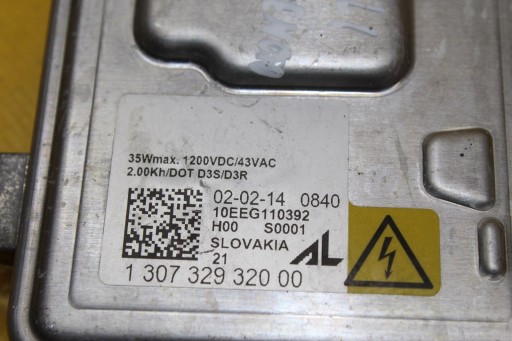 35Wmax. 1200VDC/43VAC
2.00Kh/DOT D3S/D3R
02-02-14 0840
10EEG110392
H00 S0001
SLOVAKIA
21
AL
1 307 329 320 00